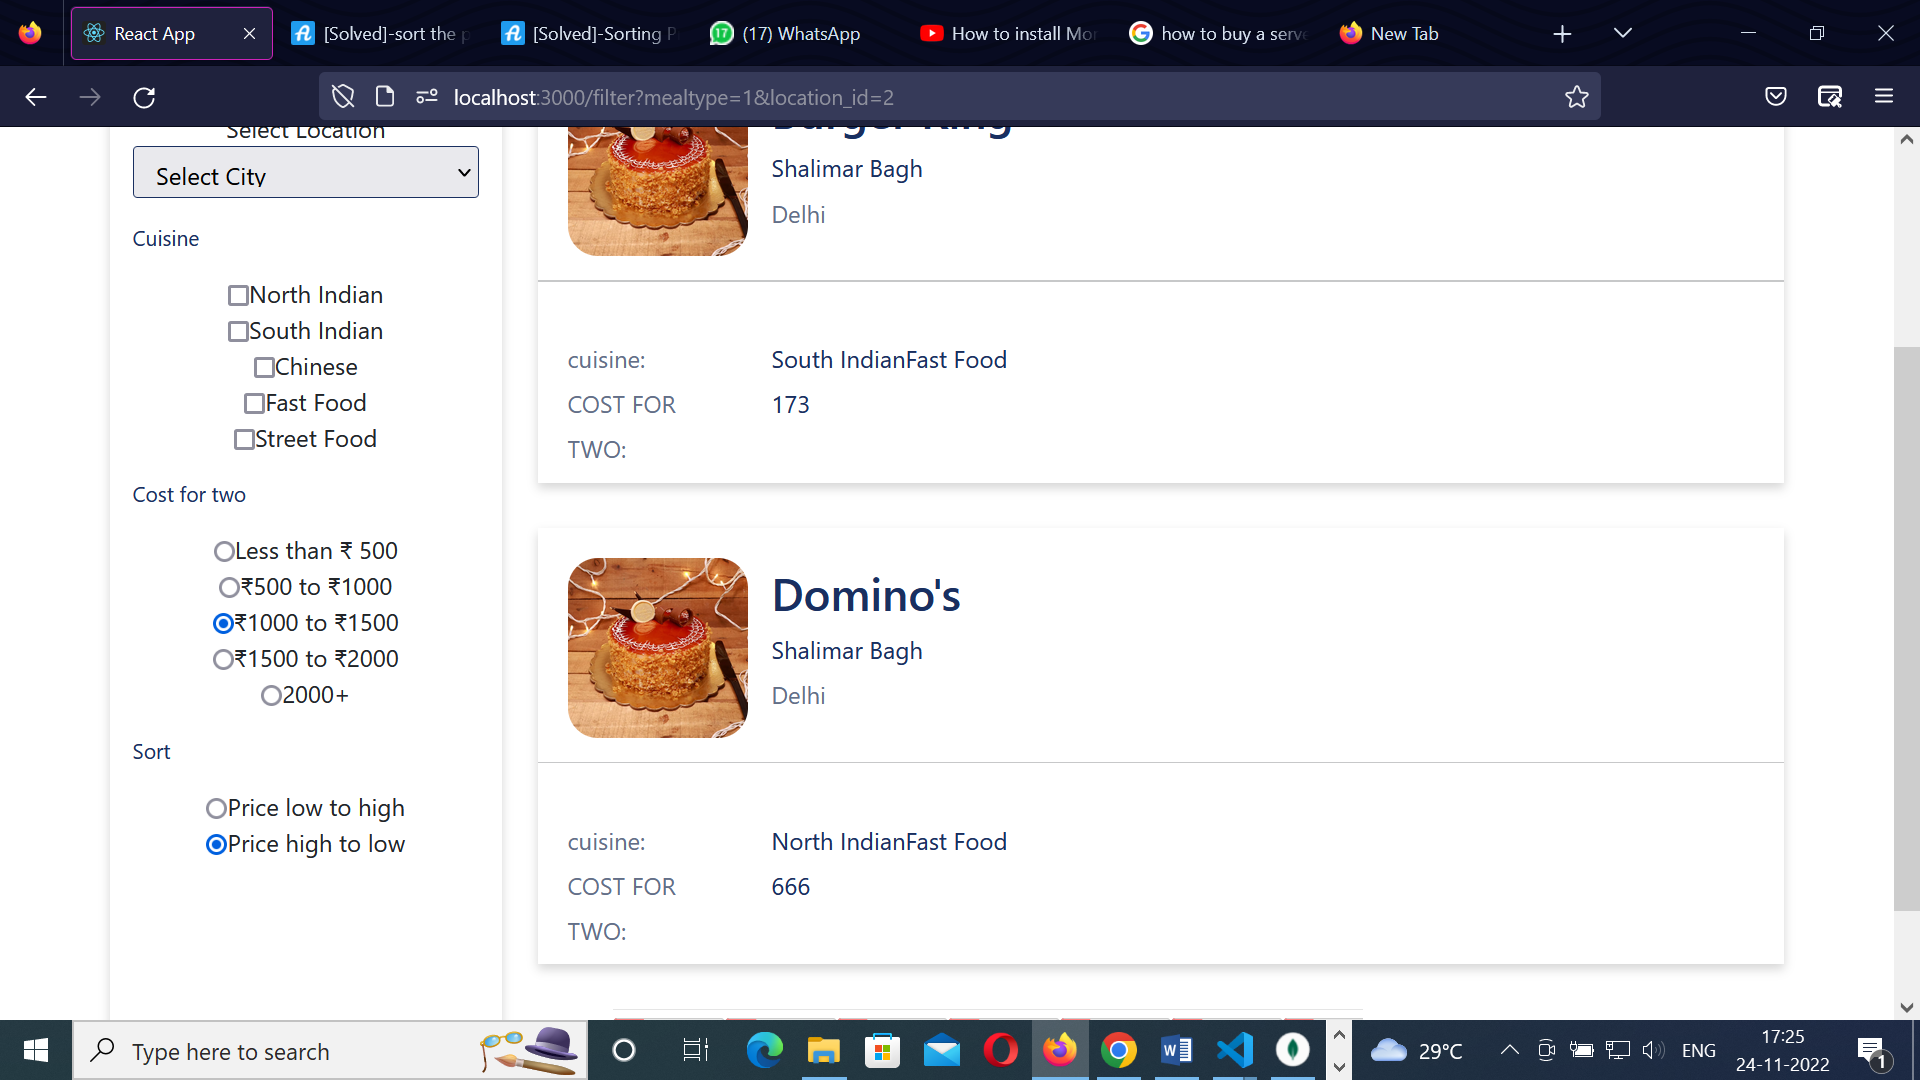 React App
[Solved]-sort the p
[Solved]-Sorting P
(17) WhatsApp
How to install Mo
how to buy a serve
New Tab
localhost:3000/filter?mealtype=1&location_id=2
Select Location
Select City
Cuisine
North Indian
South Indian
Chinese
Fast Food
Street Food
Cost for two
Less than ₹ 500
₹500 to ₹1000
₹1000 to ₹1500
₹1500 to ₹2000
2000+
Sort
Price low to high
Price high to low
Burger King
Shalimar Bagh
Delhi
cuisine:
South IndianFast Food
COST FOR TWO:
173
Domino's
Shalimar Bagh
Delhi
cuisine:
North IndianFast Food
COST FOR TWO:
666
Type here to search
29°C
ENG
17:25
24-11-2022
1